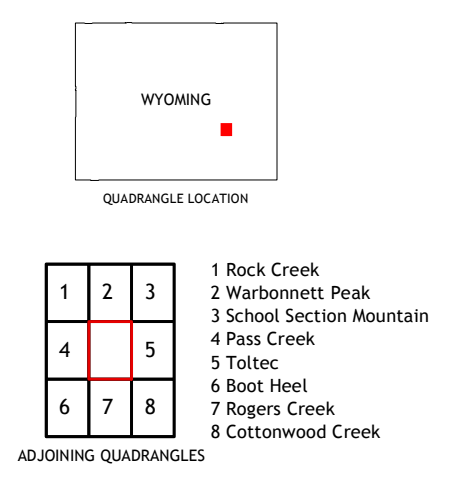 WYOMING
QUADRANGLE LOCATION
1 2 3
4 5
6 7 8
ADJOINING QUADRANGLES
1 Rock Creek
2 Warbonnett Peak
3 School Section Mountain
4 Pass Creek
5 Toltec
6 Boot Heel
7 Rogers Creek
8 Cottonwood Creek